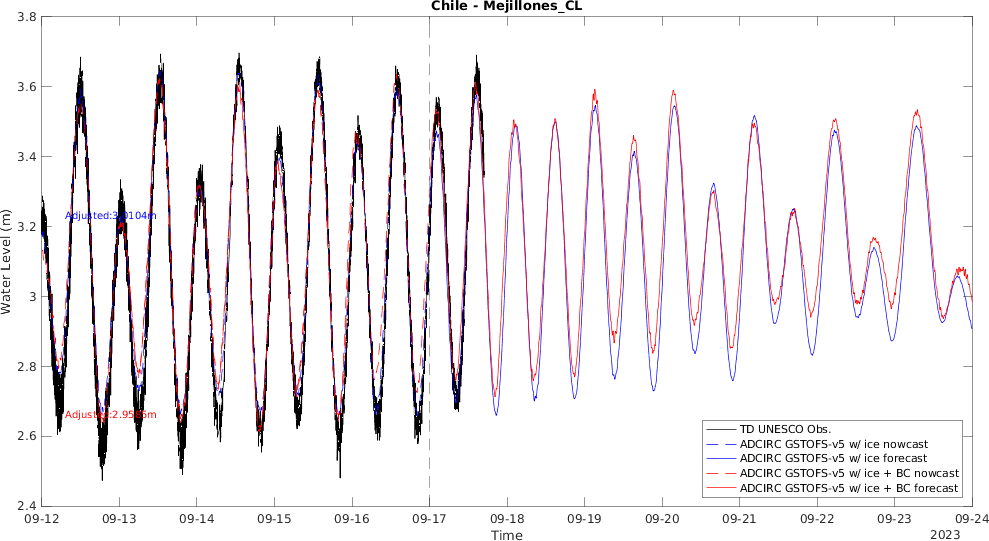 Chile - Mejillones_CL
3.8
3.6
3.4
3.2
3
2.8
2.6
2.4
Water Level (m)
Adjusted:3.0104m
TD UNESCO Obs.
ADCIRC GSTOFS-v5 w/ ice nowcast
ADCIRC GSTOFS-v5 w/ ice forecast
ADCIRC GSTOFS-v5 w/ ice + BC nowcast
ADCIRC GSTOFS-v5 w/ ice + BC forecast
09-12 09-13 09-14 09-15 09-16 09-17 09-18 09-19 09-20 09-21 09-22 09-23 09-24
Time
2023